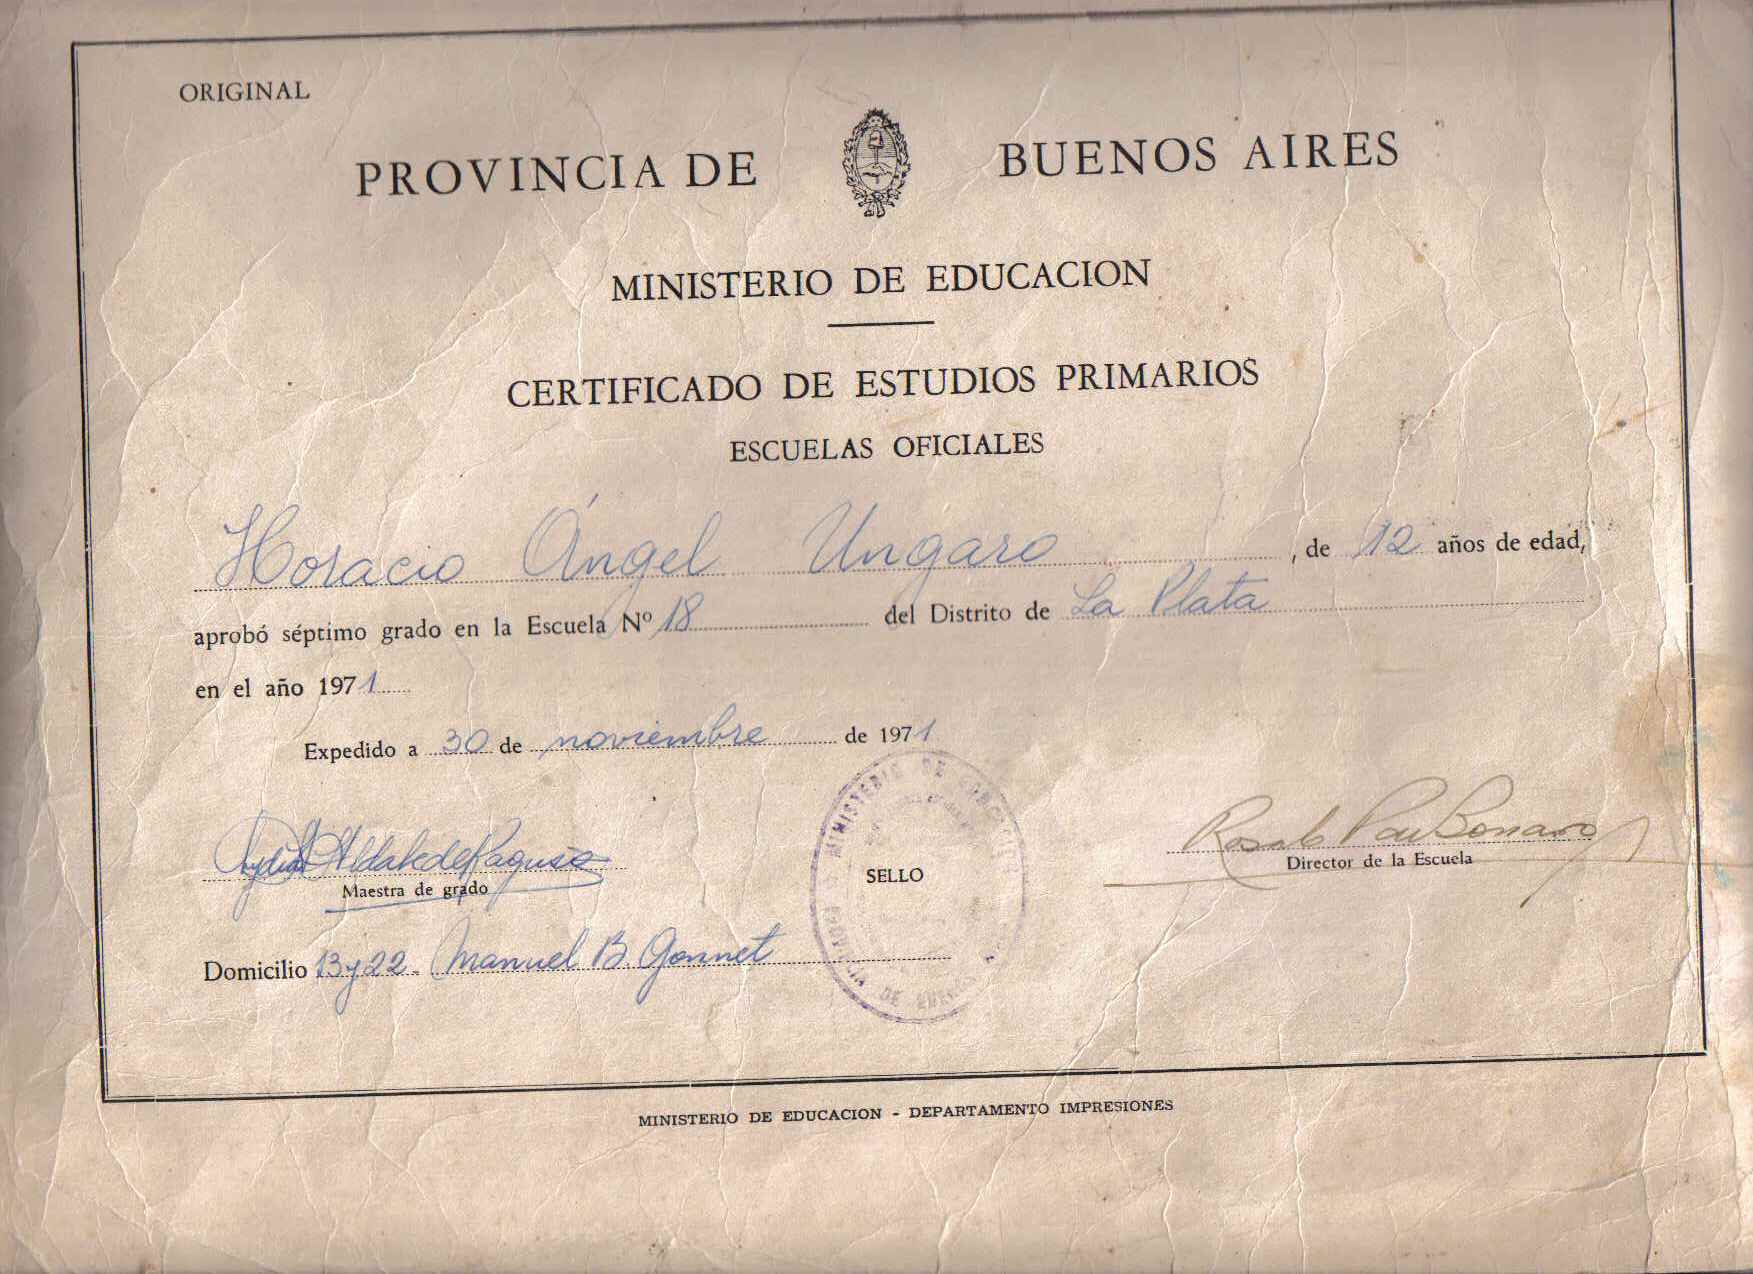 ORIGINAL
PROVINCIA DE BUENOS AIRES
MINISTERIO DE EDUCACION
CERTIFICADO DE ESTUDIOS PRIMARIOS
ESCUELAS OFICIALES
Horacio Ángel Ungaro, de 12 años de edad,
aprobó séptimo grado en la Escuela Nº 18 del Distrito de La Plata
en el año 1971
Expedido a 30 de noviembre de 1971
MINISTERIO DE
DE
Maestra de grado
SELLO
Director de la Escuela
Domicilio 13 y 22. Manuel B. Gonnet
MINISTERIO DE EDUCACION - DEPARTAMENTO IMPRESIONES